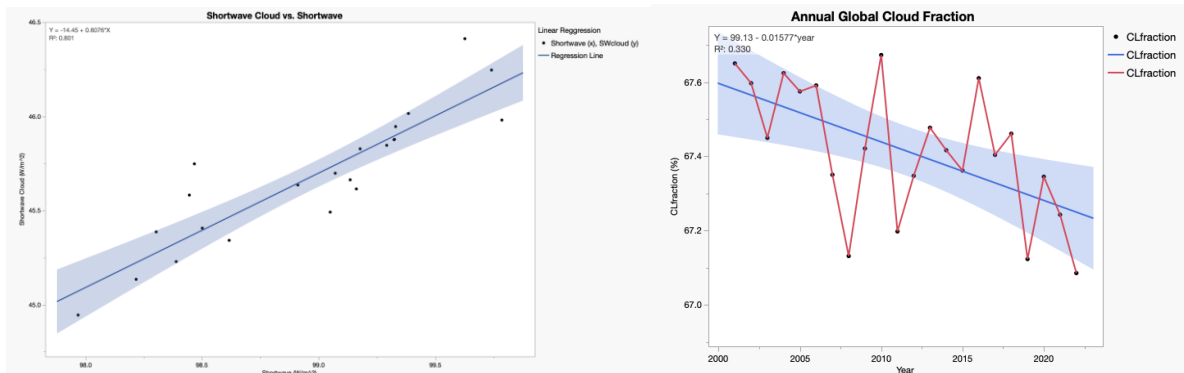 Shortwave Cloud vs. Shortwave
46.5
Y = -14.45 + 0.6076*X
R²: 0.801
46.0
45.5
45.0
Shortwave Cloud (W/m^2)
98.0 98.5 99.0 99.5
Shortwave (W/m^2)
Linear Reggression
Shortwave (x), SWcloud (y)
Regression Line
Annual Global Cloud Fraction
Y = 99.13 - 0.01577*year
R²: 0.330
67.6
67.4
67.2
67.0
CLfraction (%)
2000 2005 2010 2015 2020
Year
CLfraction
CLfraction
CLfraction